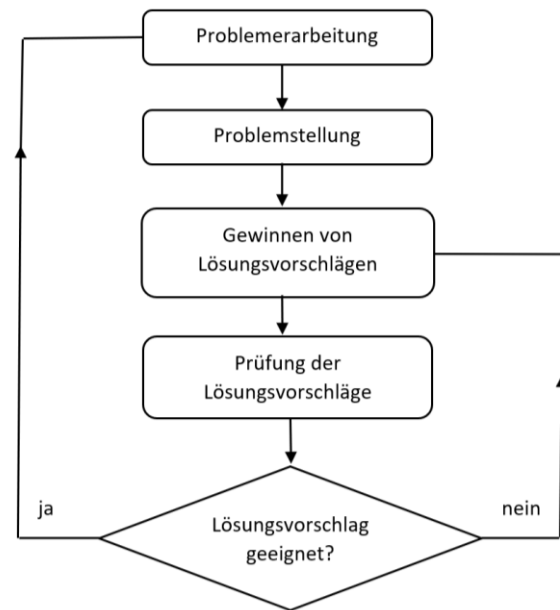 Problemerarbeitung
Problemstellung
Gewinnen von
Lösungsvorschlägen
Prüfung der
Lösungsvorschläge
ja
nein
Lösungsvorschlag
geeignet?